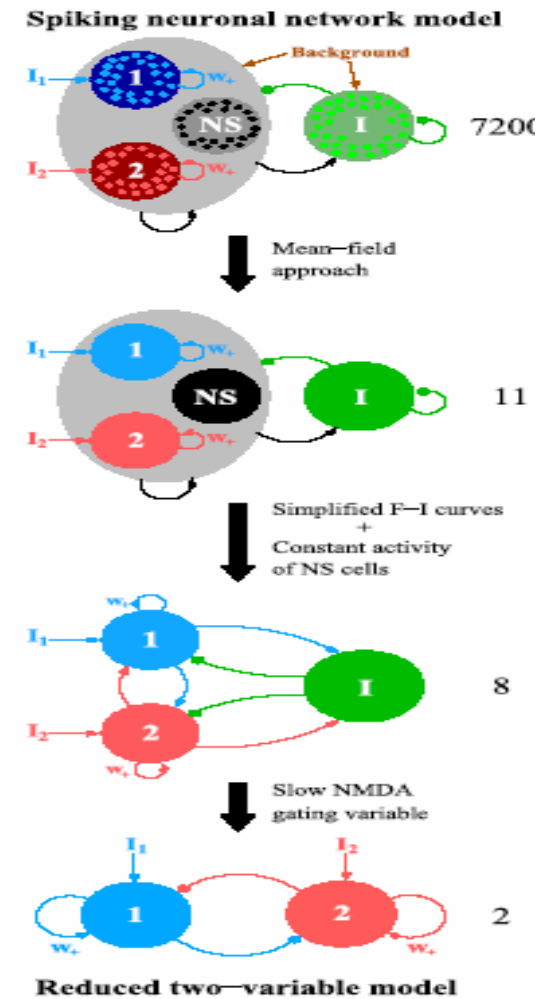 Spiking neuronal network model
Background
I₁ 1 w₊
NS I 7200
I₂ 2 w₊
Mean−field
approach
I₁ 1 w₊
NS I 11
I₂ 2 w₊
Simplified F−I curves
+
Constant activity
of NS cells
w₊
I₁ 1
I 8
I₂ 2
w₊
Slow NMDA
gating variable
I₁ I₂
1 2 2
w₊ w₊
Reduced two−variable model